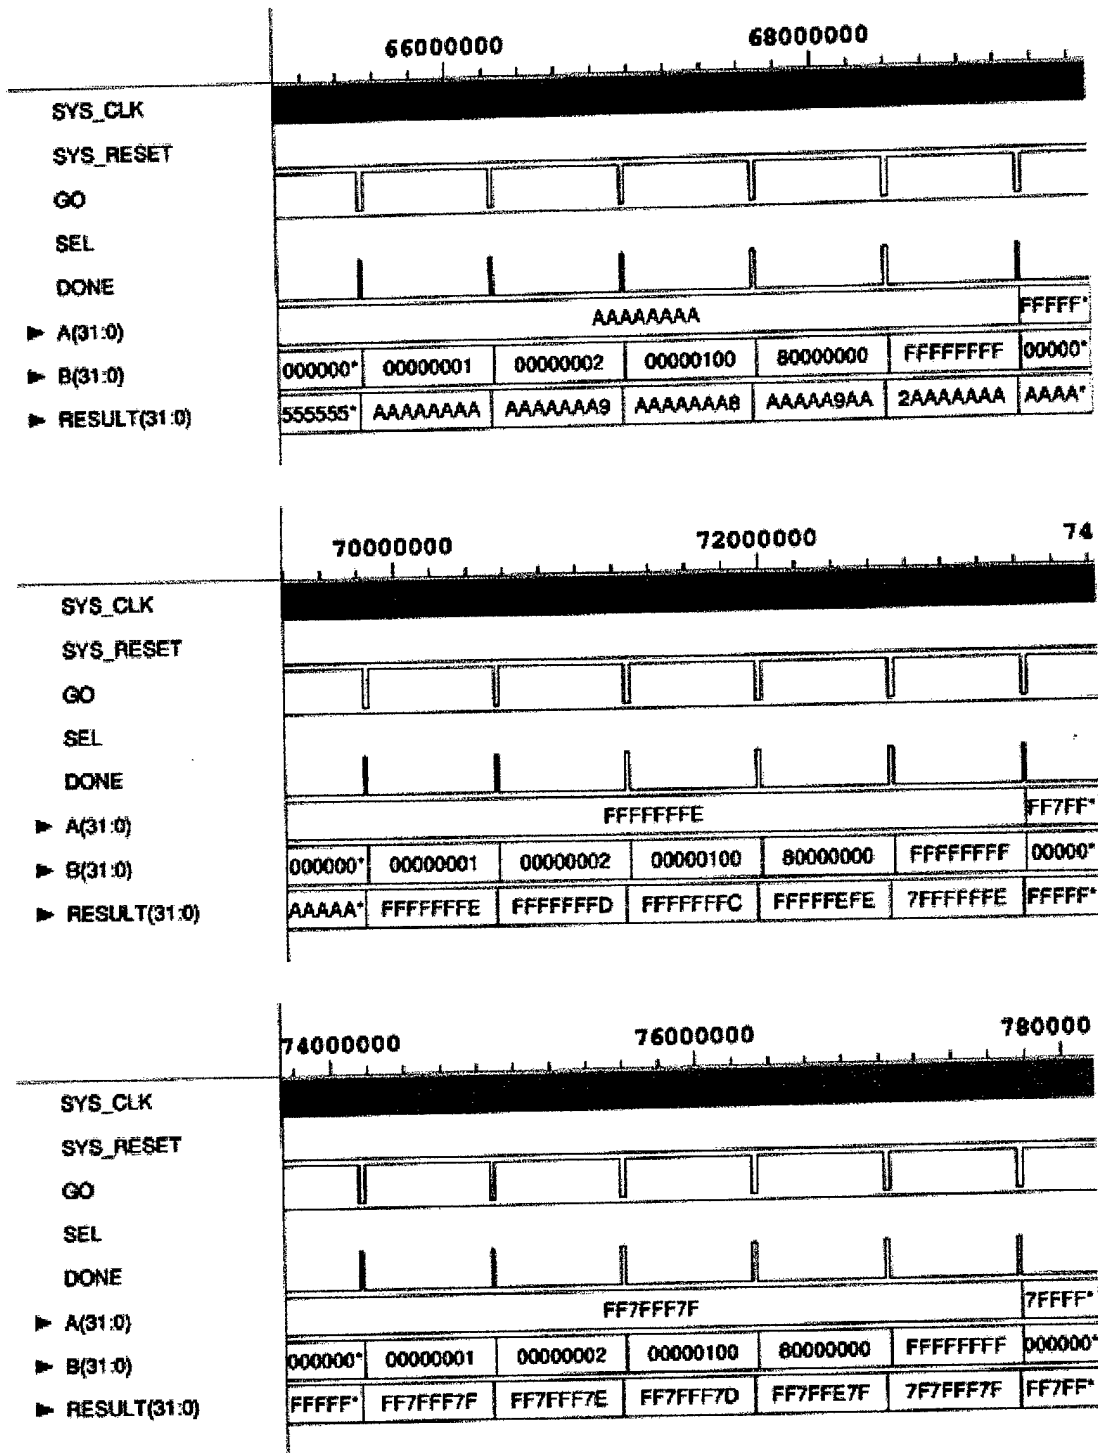 66000000 68000000
SYS_CLK
SYS_RESET
GO
SEL
DONE
A(31:0) AAAAAAAA FFFFF*
B(31:0) 000000* 00000001 00000002 00000100 80000000 FFFFFFFF 00000*
RESULT(31:0) 555555* AAAAAAAA AAAAAAA9 AAAAAAA8 AAAAA9AA 2AAAAAAA AAAA*
70000000 72000000 74
SYS_CLK
SYS_RESET
GO
SEL
DONE
A(31:0) FFFFFFFE FF7FF*
B(31:0) 000000* 00000001 00000002 00000100 80000000 FFFFFFFF 00000*
RESULT(31:0) AAAAA* FFFFFFFE FFFFFFFD FFFFFFFC FFFFFEFE 7FFFFFFE FFFFF*
74000000 76000000 780000
SYS_CLK
SYS_RESET
GO
SEL
DONE
A(31:0) FF7FFF7F 7FFFF*
B(31:0) 000000* 00000001 00000002 00000100 80000000 FFFFFFFF 000000*
RESULT(31:0) FFFFF* FF7FFF7F FF7FFF7E FF7FFF7D FF7FFE7F 7F7FFF7F FF7FF*